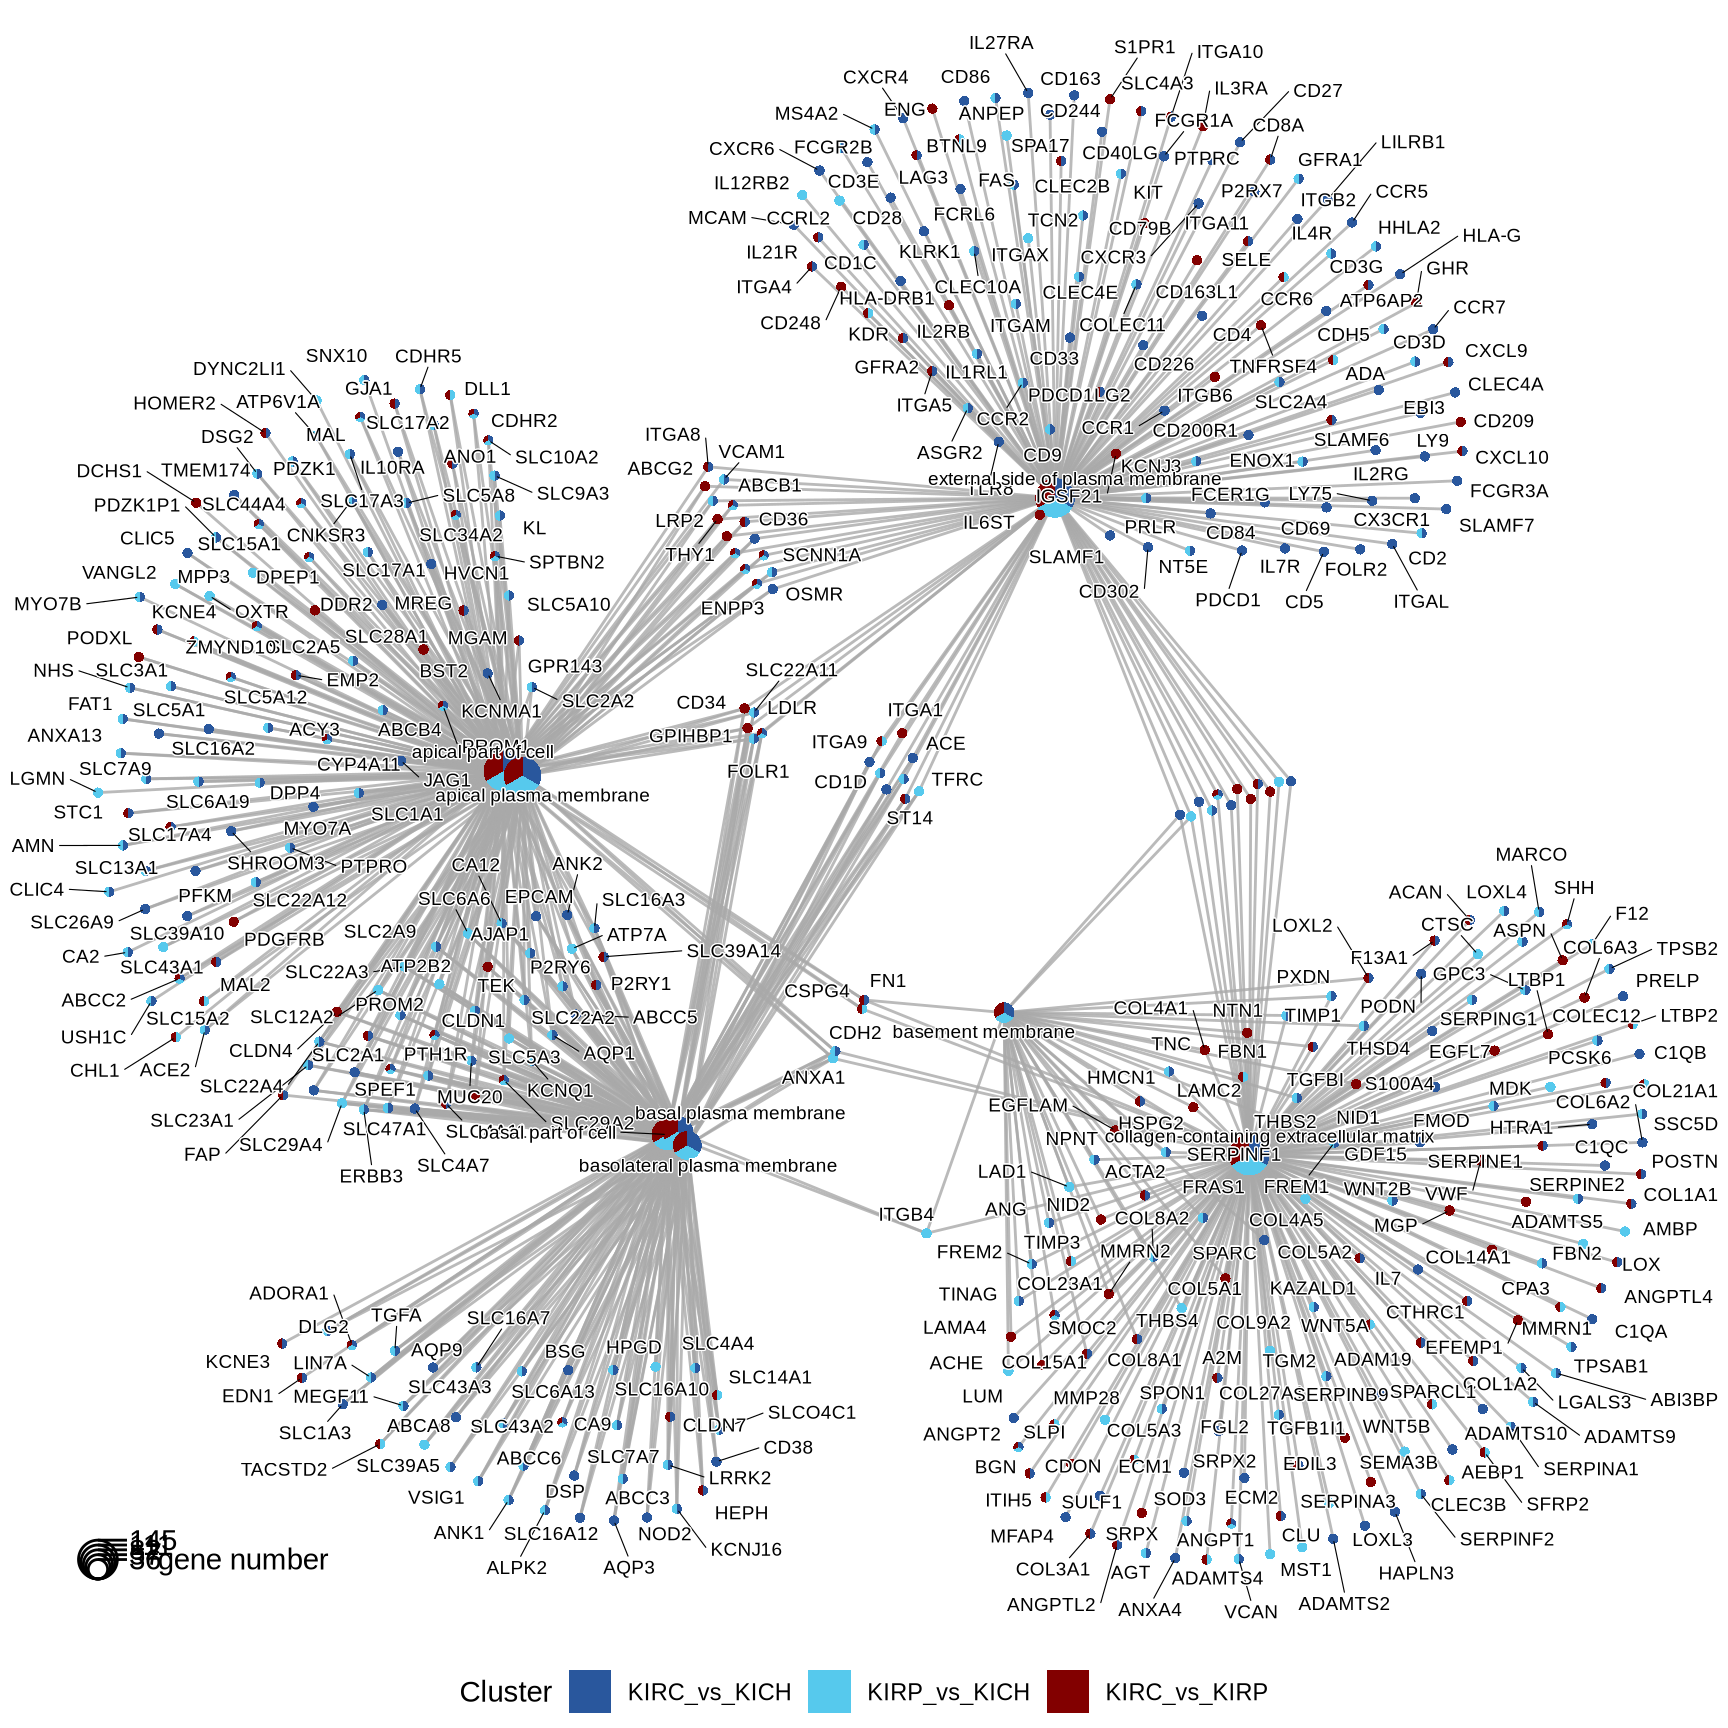 IL27RA
S1PR1
ITGA10
CXCR4
CD86
CD163
SLC4A3
IL3RA
CD27
MS4A2
ENG
ANPEP
CD244
FCGR1A
CD8A
CXCR6
FCGR2B
BTNL9
SPA17
CD40LG
PTPRC
GFRA1
LILRB1
IL12RB2
CD3E
LAG3
FAS
CLEC2B
KIT
P2RX7
ITGB2
CCR5
MCAM
CCRL2
CD28
FCRL6
TCN2
CD79B
ITGA11
IL4R
HHLA2
HLA-G
IL21R
CD1C
KLRK1
ITGAX
CXCR3
SELE
CD3G
GHR
ITGA4
HLA-DRB1
CLEC10A
CLEC4E
CD163L1
CCR6
ATP6AP2
CCR7
CD248
KDR
IL2RB
ITGAM
COLEC11
CD4
CDH5
CD3D
CXCL9
GFRA2
IL1RL1
CD33
CD226
TNFRSF4
ADA
CLEC4A
ITGA5
CCR2
PDCD1LG2
ITGB6
SLC2A4
EBI3
CD209
ASGR2
CD9
CCR1
CD200R1
SLAMF6
LY9
CXCL10
KCNJ3
ENOX1
IL2RG
FCGR3A
external side of plasma membrane
TLR8
IGSF21
FCER1G
LY75
CX3CR1
SLAMF7
IL6ST
PRLR
CD84
CD69
CD2
SLAMF1
NT5E
IL7R
FOLR2
CD302
PDCD1
CD5
ITGAL
SNX10
CDHR5
DYNC2LI1
GJA1
DLL1
HOMER2
ATP6V1A
SLC17A2
CDHR2
DSG2
MAL
ANO1
SLC10A2
DCHS1
TMEM174
PDZK1
IL10RA
SLC9A3
PDZK1P1
SLC44A4
SLC17A3
SLC5A8
KL
CLIC5
SLC15A1
CNKSR3
SLC34A2
SPTBN2
VANGL2
MPP3
DPEP1
SLC17A1
HVCN1
MYO7B
KCNE4
OXTR
DDR2
MREG
SLC5A10
PODXL
ZMYND10
SLC2A5
SLC28A1
MGAM
NHS
SLC3A1
EMP2
BST2
GPR143
FAT1
SLC5A1
SLC5A12
KCNMA1
SLC2A2
ANXA13
SLC16A2
ACY3
ABCB4
PROM1
apical part of cell
LGMN
SLC7A9
CYP4A11
JAG1
STC1
SLC6A19
DPP4
apical plasma membrane
AMN
SLC17A4
MYO7A
SLC1A1
CLIC4
SLC13A1
SHROOM3
PTPRO
SLC26A9
PFKM
SLC22A12
CA2
SLC39A10
PDGFRB
ABCC2
SLC43A1
MAL2
USH1C
SLC15A2
CHL1
ACE2
ITGA8
VCAM1
ABCG2
ABCB1
LRP2
CD36
THY1
SCNN1A
ENPP3
OSMR
SLC22A11
CD34
LDLR
GPIHBP1
FOLR1
ITGA1
ITGA9
ACE
CD1D
TFRC
ST14
CA12
ANK2
SLC6A6
EPCAM
SLC16A3
SLC2A9
AJAP1
ATP7A
SLC39A14
SLC22A3
ATP2B2
P2RY6
TEK
P2RY1
SLC12A2
PROM2
CLDN1
SLC22A2
ABCC5
CLDN4
SLC2A1
PTH1R
SLC5A3
AQP1
SLC22A4
SPEF1
MUC20
KCNQ1
SLC23A1
SLC29A2
FAP
SLC29A4
SLC47A1
ERBB3
SLC4A7
basal plasma membrane
basal part of cell
basolateral plasma membrane
FN1
CSPG4
CDH2
ANXA1
ITGB4
basement membrane
ADORA1
DLG2
TGFA
SLC16A7
KCNE3
LIN7A
AQP9
BSG
HPGD
SLC4A4
EDN1
MEGF11
SLC43A3
SLC6A13
SLC16A10
SLC14A1
SLC1A3
ABCA8
SLC43A2
CA9
CLDN7
SLCO4C1
TACSTD2
SLC39A5
ABCC6
SLC7A7
CD38
VSIG1
DSP
ABCC3
LRRK2
HEPH
ANK1
SLC16A12
NOD2
KCNJ16
ALPK2
AQP3
MARCO
ACAN
LOXL4
SHH
LOXL2
CTSC
ASPN
F12
F13A1
COL6A3
TPSB2
PXDN
GPC3
LTBP1
PRELP
COL4A1
NTN1
TIMP1
PODN
SERPING1
COLEC12
LTBP2
TNC
FBN1
THSD4
EGFL7
PCSK6
C1QB
HMCN1
LAMC2
TGFBI
S100A4
MDK
COL21A1
EGFLAM
HSPG2
THBS2
NID1
FMOD
HTRA1
COL6A2
SSC5D
NPNT
collagen-containing extracellular matrix
SERPINF1
GDF15
SERPINE1
C1QC
POSTN
LAD1
ACTA2
FRAS1
FREM1
WNT2B
VWF
SERPINE2
COL1A1
ANG
NID2
COL8A2
COL4A5
MGP
ADAMTS5
AMBP
FREM2
TIMP3
MMRN2
SPARC
COL5A2
COL14A1
FBN2
LOX
TINAG
COL23A1
COL5A1
KAZALD1
IL7
CPA3
ANGPTL4
LAMA4
SMOC2
THBS4
COL9A2
WNT5A
CTHRC1
MMRN1
C1QA
ACHE
COL15A1
COL8A1
A2M
TGM2
ADAM19
EFEMP1
TPSAB1
LUM
MMP28
SPON1
COL27A1
SERPINB9
SPARCL1
COL1A2
LGALS3
ABI3BP
ANGPT2
SLPI
COL5A3
FGL2
TGFB1I1
WNT5B
ADAMTS10
ADAMTS9
BGN
CDON
ECM1
SRPX2
EDIL3
SEMA3B
AEBP1
SERPINA1
ITIH5
SULF1
SOD3
ECM2
SERPINA3
CLEC3B
SFRP2
MFAP4
SRPX
ANGPT1
CLU
LOXL3
SERPINF2
COL3A1
AGT
ADAMTS4
MST1
HAPLN3
ANGPTL2
ANXA4
VCAN
ADAMTS2
145
36
gene number
Cluster
KIRC_vs_KICH
KIRP_vs_KICH
KIRC_vs_KIRP